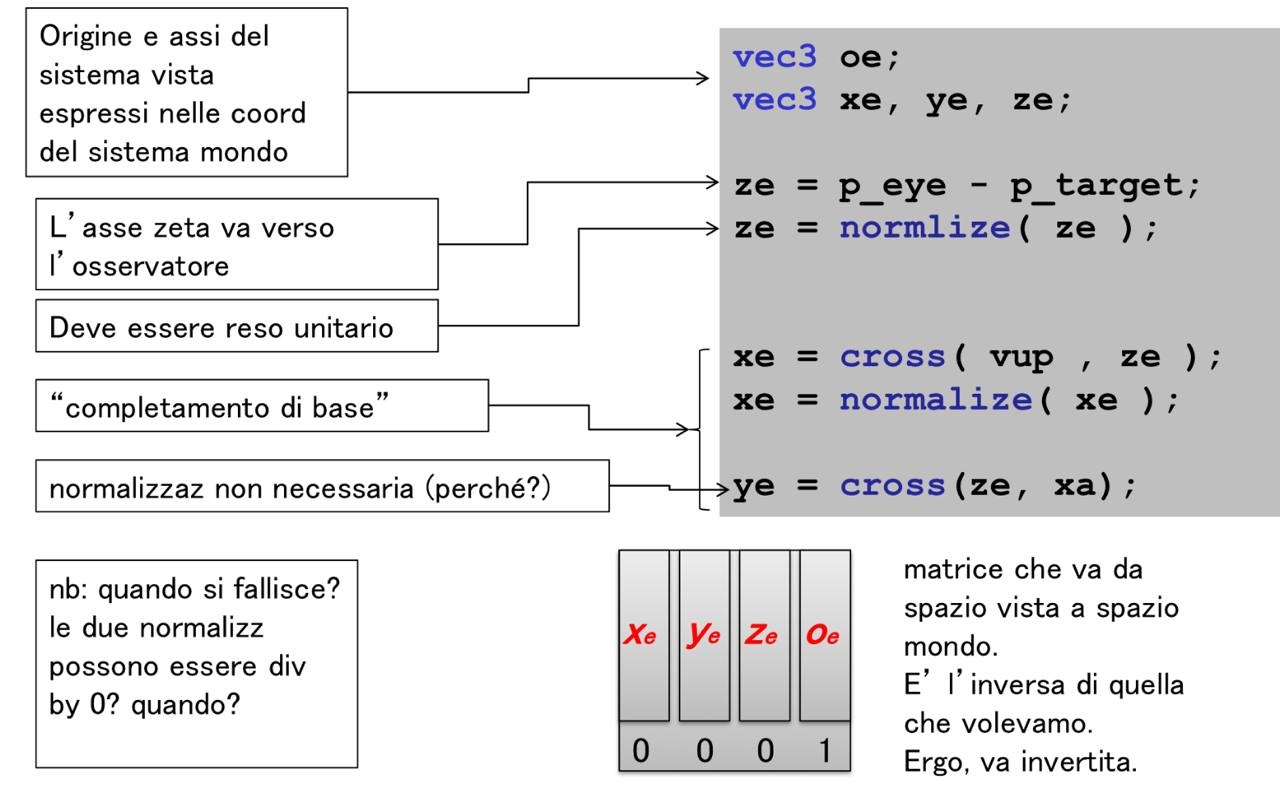 Origine e assi del
sistema vista
espressi nelle coord
del sistema mondo
L'asse zeta va verso
l'osservatore
Deve essere reso unitario
“completamento di base”
normalizzaz non necessaria (perché?)
nb: quando si fallisce?
le due normalizz
possono essere div
by 0? quando?
vec3 oe;
vec3 xe, ye, ze;
ze = p_eye - p_target;
ze = normlize( ze );
xe = cross( vup , ze );
xe = normalize( xe );
ye = cross(ze, xa);
xe ye ze oe
0 0 0 1
matrice che va da
spazio vista a spazio
mondo.
E' l'inversa di quella
che volevamo.
Ergo, va invertita.